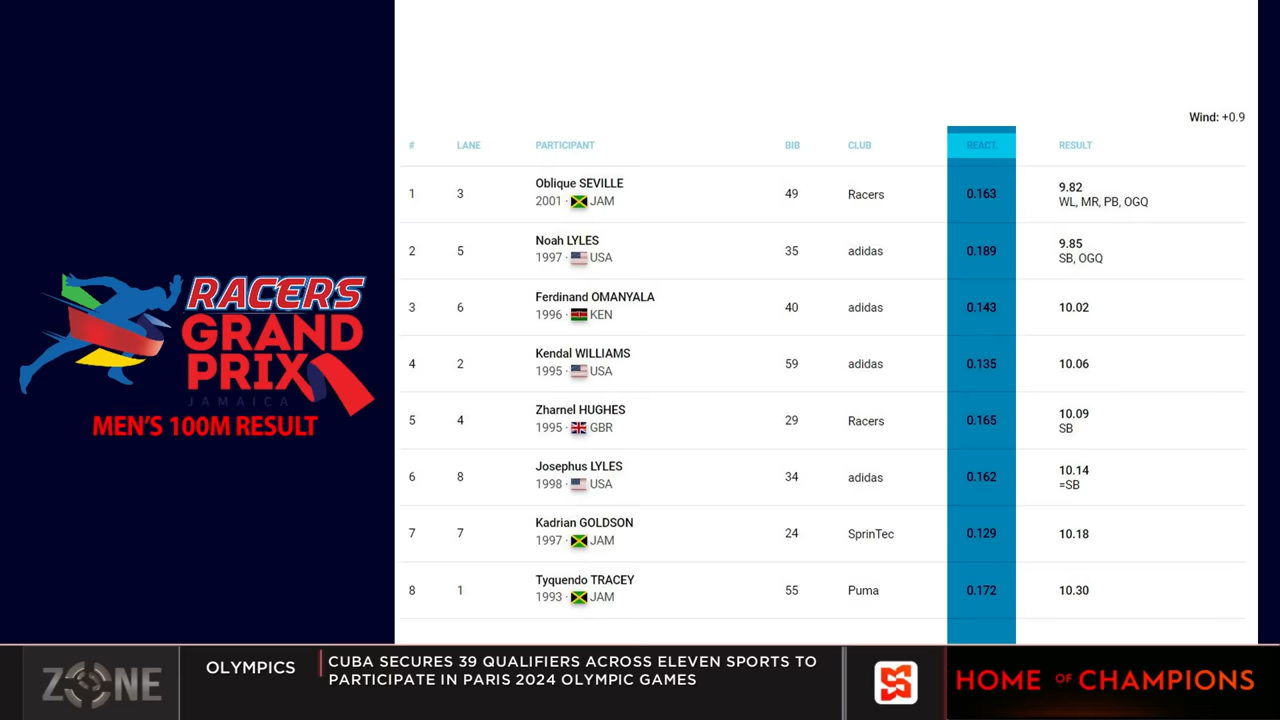 RACERS
GRAND
PRIX
JAMAICA
MEN'S 100M RESULT
Wind: +0.9
# LANE PARTICIPANT BIB CLUB REACT. RESULT
1 3 Oblique SEVILLE 49 Racers 0.163 9.82
2001 · JAM WL, MR, PB, OGQ
2 5 Noah LYLES 35 adidas 0.189 9.85
1997 · USA SB, OGQ
3 6 Ferdinand OMANYALA 40 adidas 0.143 10.02
1996 · KEN
4 2 Kendal WILLIAMS 59 adidas 0.135 10.06
1995 · USA
5 4 Zharnel HUGHES 29 Racers 0.165 10.09
1995 · GBR SB
6 8 Josephus LYLES 34 adidas 0.162 10.14
1998 · USA =SB
7 7 Kadrian GOLDSON 24 SprinTec 0.129 10.18
1997 · JAM
8 1 Tyquendo TRACEY 55 Puma 0.172 10.30
1993 · JAM
ZONE
OLYMPICS
CUBA SECURES 39 QUALIFIERS ACROSS ELEVEN SPORTS TO
PARTICIPATE IN PARIS 2024 OLYMPIC GAMES
HOME OF CHAMPIONS